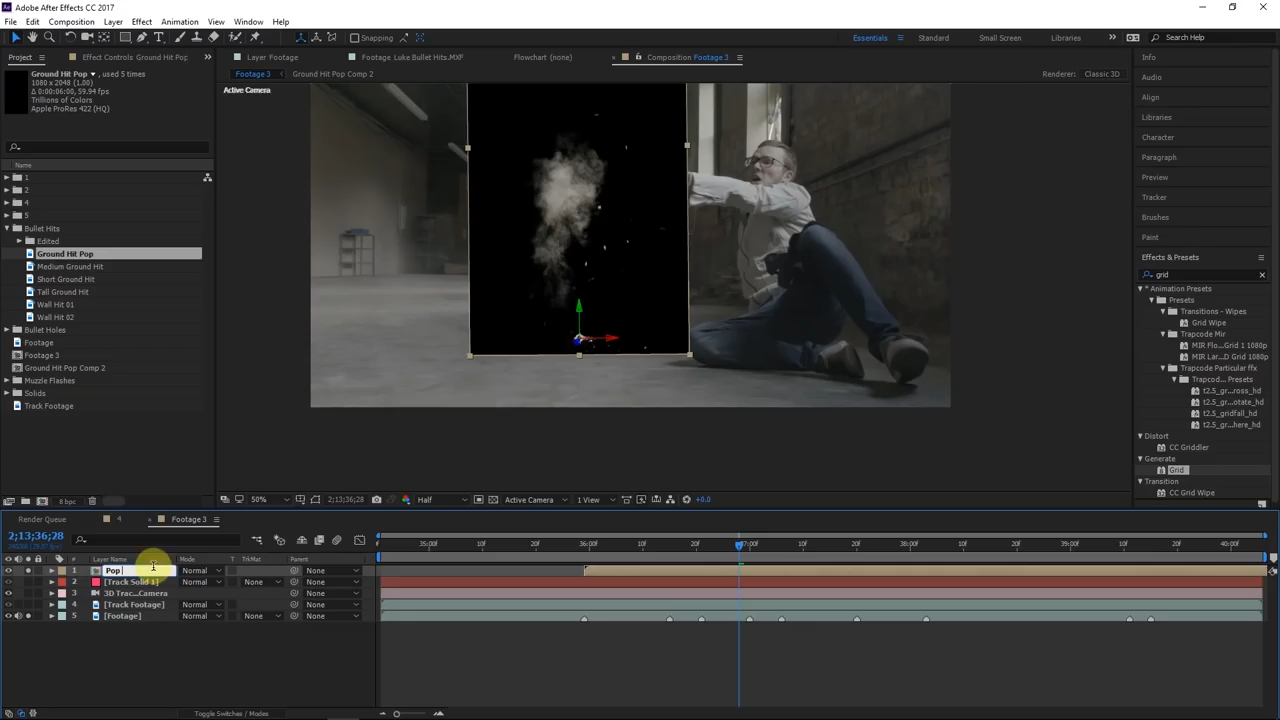 Adobe After Effects CC 2017
File Edit Composition Layer Effect Animation View Window Help
Snapping
Essentials Standard Small Screen Libraries Search Help
Project Effect Controls: Ground Hit Pop
Layer Footage Footage: Luke Bullet Hits.MXF Flowchart (none) Composition Footage 3
Footage 3 Ground Hit Pop Comp 2
Renderer: Classic 3D
Active Camera
Ground Hit Pop , used 5 times
1080 x 2048 (1.00)
Δ 0:00:06:00, 59.94 fps
Trillions of Colors
Apple ProRes 422 (HQ)
Name
1
2
4
5
Bullet Hits
Edited
Ground Hit Pop
Medium Ground Hit
Short Ground Hit
Tall Ground Hit
Wall Hit 01
Wall Hit 02
Bullet Holes
Footage
Footage 3
Ground Hit Pop Comp 2
Muzzle Flashes
Solids
Track Footage
8 bpc
Info
Audio
Align
Libraries
Character
Paragraph
Preview
Tracker
Brushes
Paint
Effects & Presets
grid
* Animation Presets
Presets
Transitions - Wipes
Grid Wipe
Trapcode Mir
MIR Flo...Grid 1 1080p
MIR Lar...D Grid 1080p
Trapcode Particular ffx
Trapcod... Presets
t2.5_gr...ross_hd
t2.5_gr...otate_hd
t2.5_gridfall_hd
t2.5_gr...here_hd
Distort
CC Griddler
Generate
Grid
Transition
CC Grid Wipe
50% 2;13;36;28 Half Active Camera 1 View +0.0
Render Queue 4 Footage 3
2;13;36;28
# Layer Name Mode T TrkMat Parent
35:00f 10f 20f 36:00f 10f 20f 37:00f 10f 20f 38:00f 10f 20f 39:00f 10f 20f 40:00f
1 Pop Normal None
2 [Track Solid 1] Normal None None
3 3D Trac...Camera None
4 [Track Footage] Normal None
5 [Footage] Normal None None
Toggle Switches / Modes